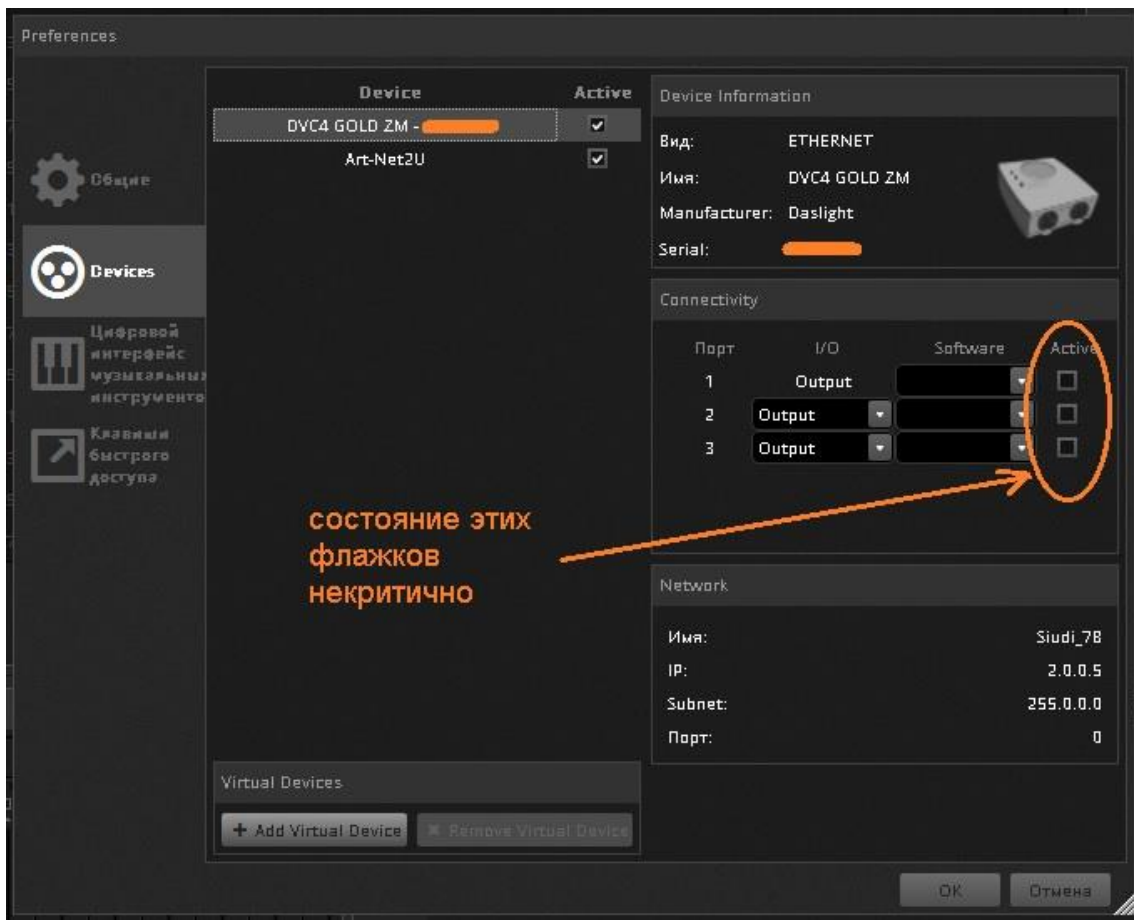 Preferences
Device Active
DVC4 GOLD ZM -
Art-Net2U
Общие
Devices
Цифровой
интерфейс
музыкальны
инструменто
Клавиши
быстрого
доступа
состояние этих
флажков
некритично
Virtual Devices
+ Add Virtual Device
Remove Virtual Device
Device Information
Вид: ETHERNET
Имя: DVC4 GOLD ZM
Manufacturer: Daslight
Serial:
Connectivity
Порт I/O Software Active
1 Output
2 Output
3 Output
Network
Имя: Siudi_7B
IP: 2.0.0.5
Subnet: 255.0.0.0
Порт: 0
OK Отмена